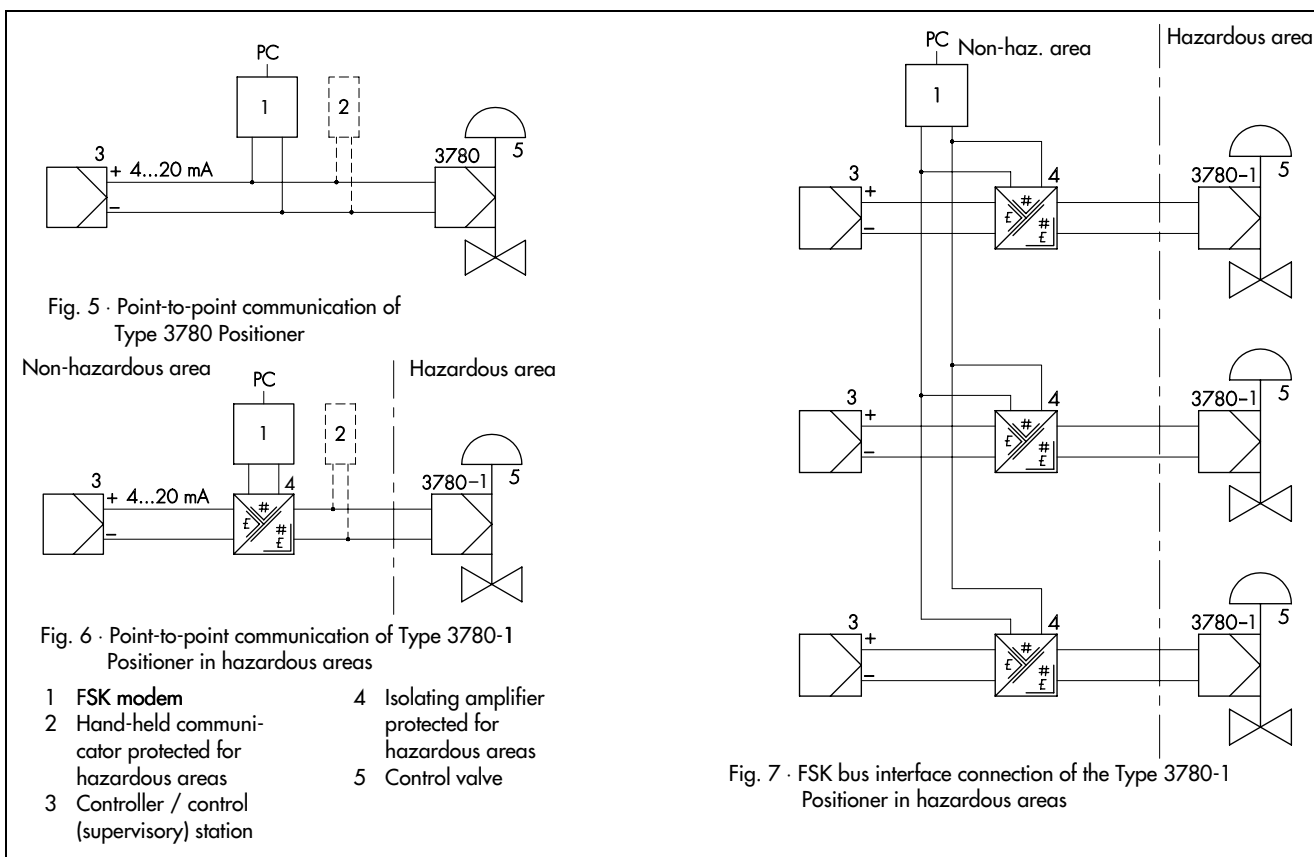 PC
1
2
3
+ 4...20 mA
–
3780
5
Fig. 5 · Point-to-point communication of
Type 3780 Positioner
Non-hazardous area
Hazardous area
PC
1
2
3
+ 4...20 mA
–
4
#
E
#
E
3780–1
5
Fig. 6 · Point-to-point communication of Type 3780-1
Positioner in hazardous areas
1 FSK modem
2 Hand-held communi-
cator protected for
hazardous areas
3 Controller / control
(supervisory) station
4 Isolating amplifier
protected for
hazardous areas
5 Control valve
PC
Non-haz. area
Hazardous area
1
3
+
–
4
#
E
#
E
3780–1
5
3
+
–
4
#
E
#
E
3780–1
5
3
+
–
4
#
E
#
E
3780–1
5
Fig. 7 · FSK bus interface connection of the Type 3780-1
Positioner in hazardous areas